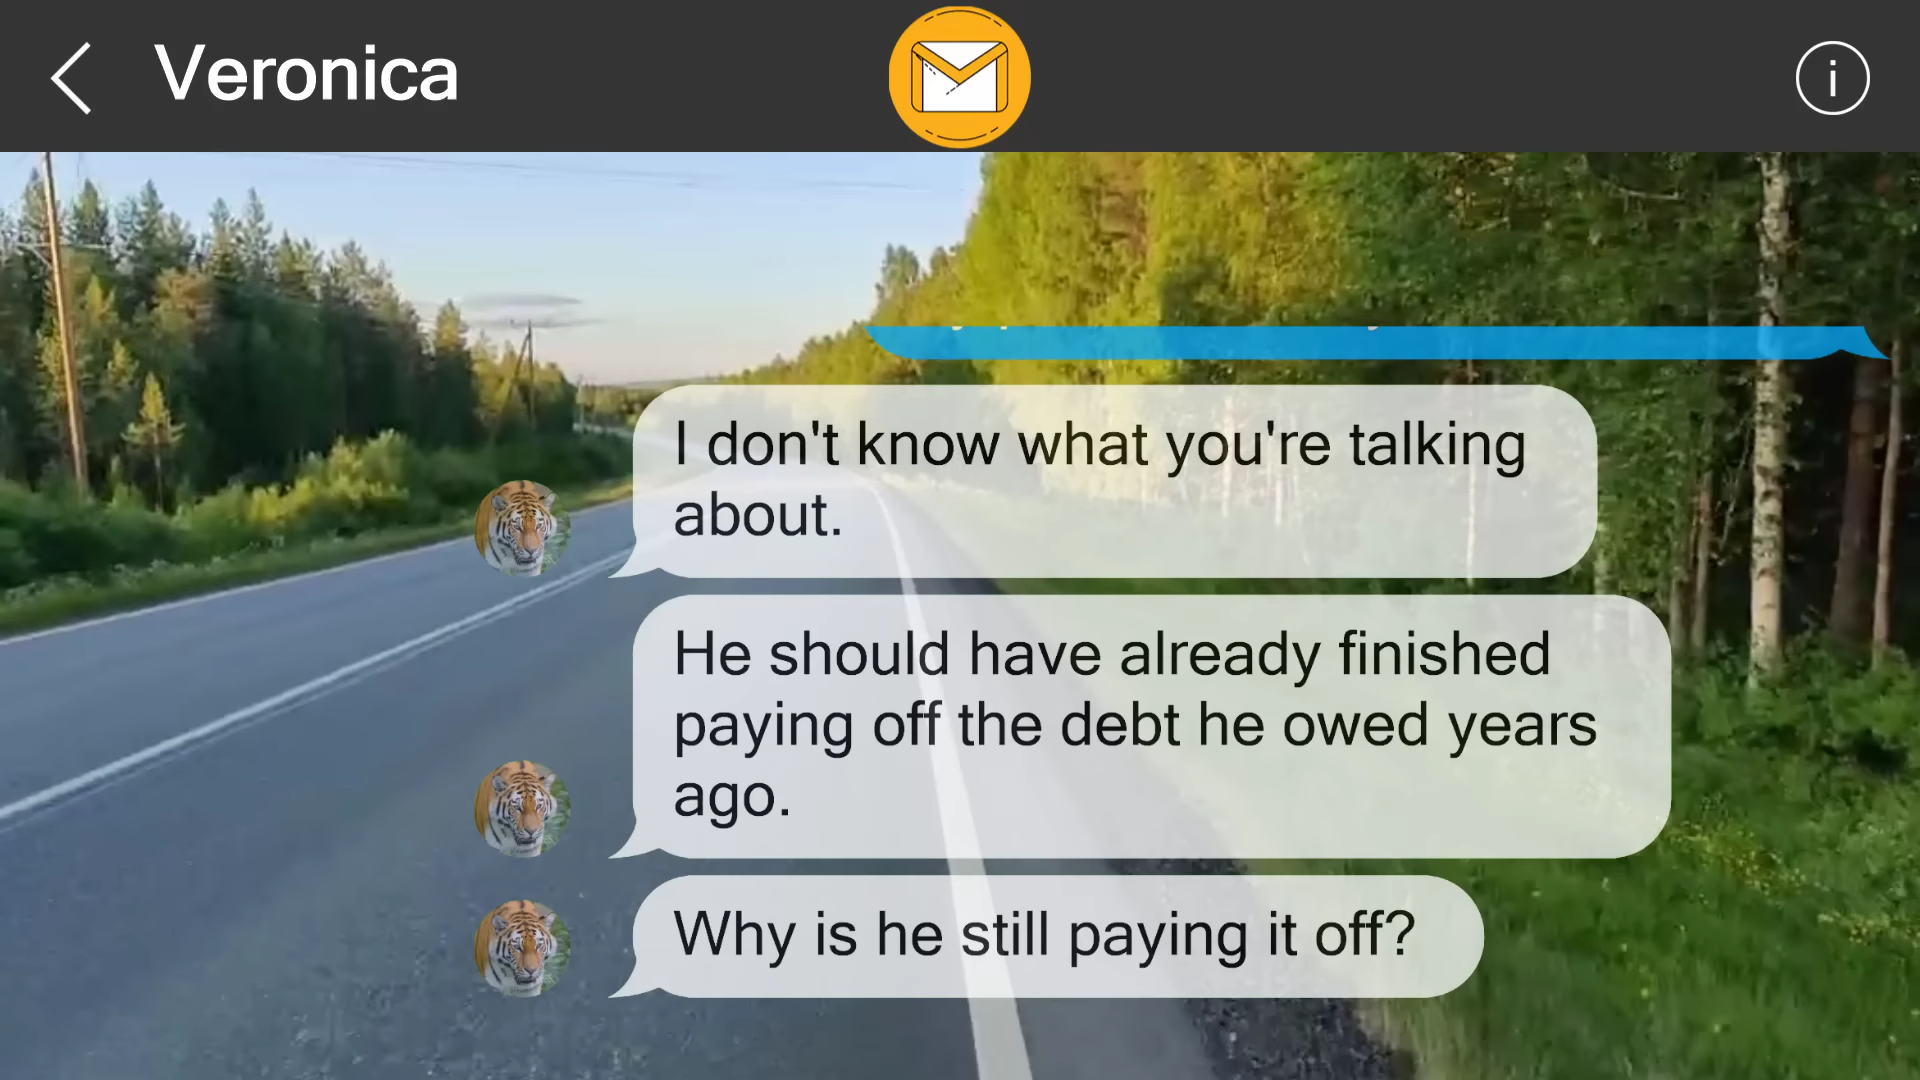 Veronica
i
I don't know what you're talking
about.
He should have already finished
paying off the debt he owed years
ago.
Why is he still paying it off?